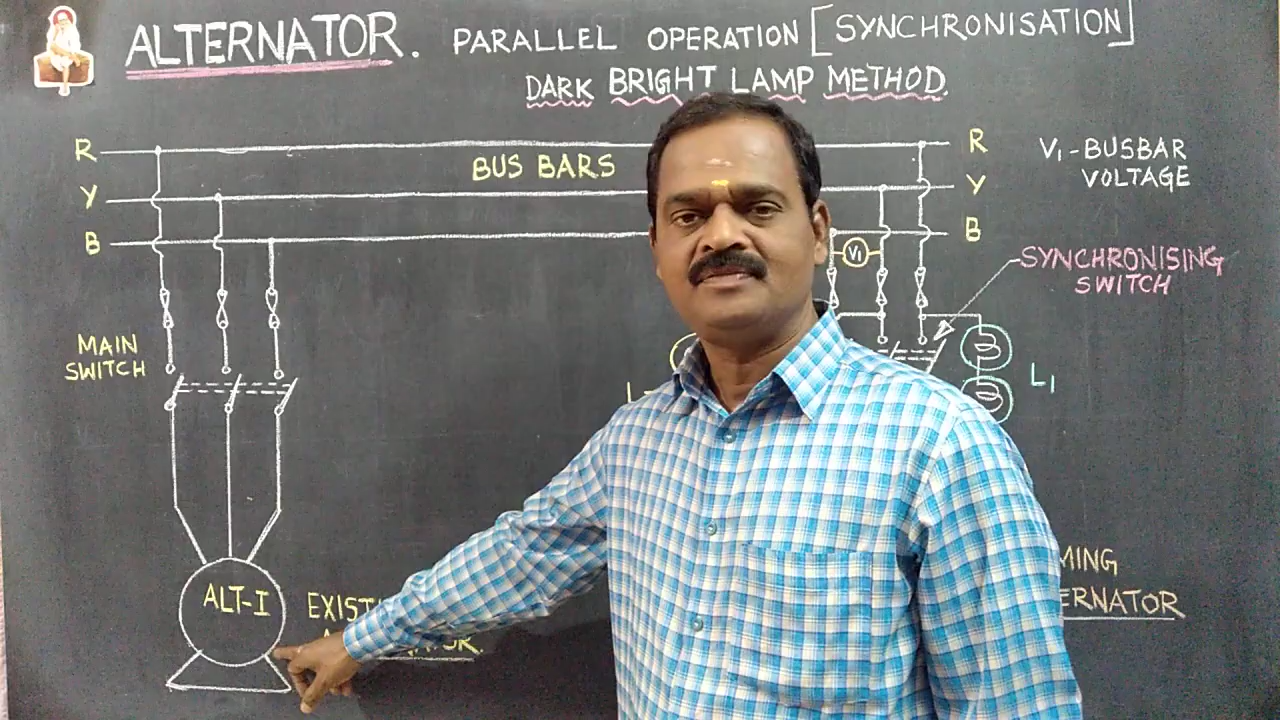 ALTERNATOR. PARALLEL OPERATION [SYNCHRONISATION]
DARK BRIGHT LAMP METHOD.
R
Y
B
BUS BARS
R
Y
B
V₁ - BUSBAR
VOLTAGE
V₁
SYNCHRONISING
SWITCH
MAIN
SWITCH
L
L₁
ALT-I